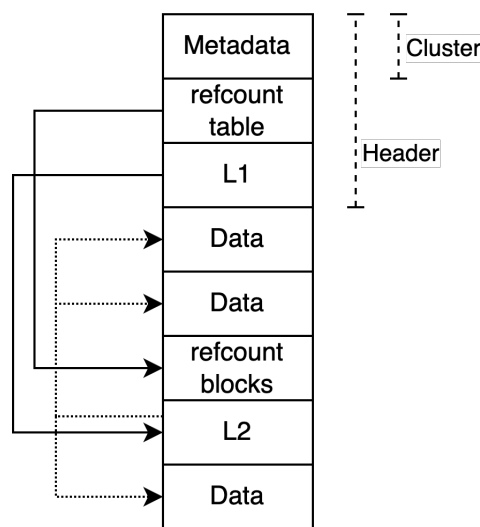 Metadata
Cluster
refcount
table
Header
L1
Data
Data
refcount
blocks
L2
Data